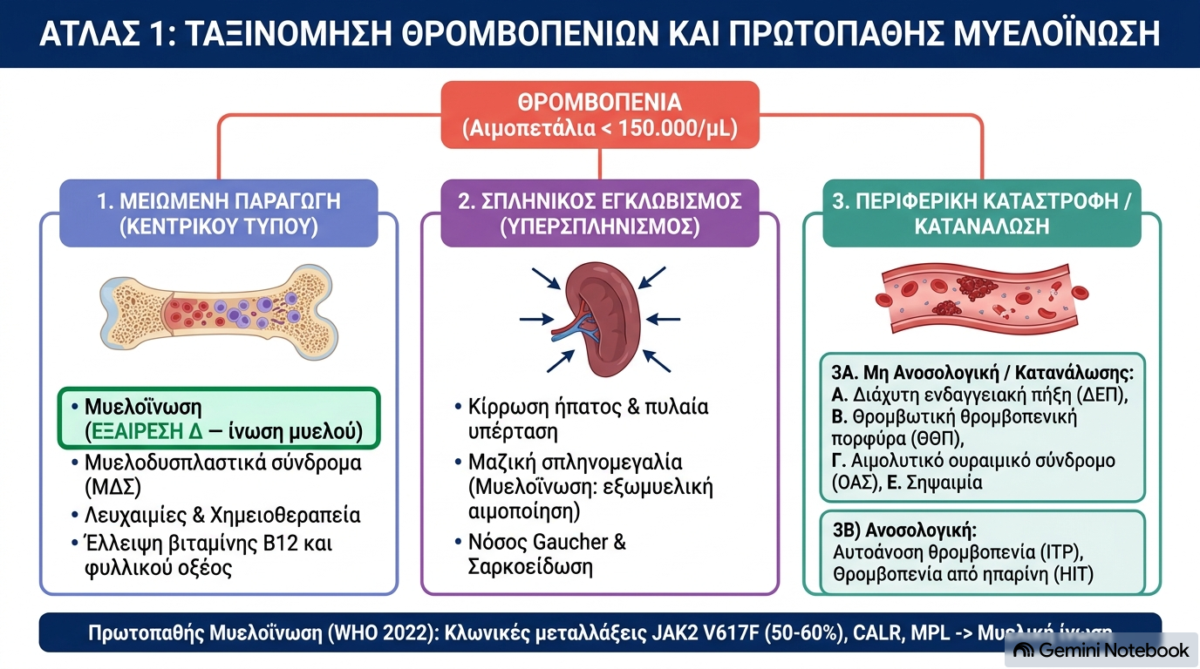 ΑΤΛΑΣ 1: ΤΑΞΙΝΟΜΗΣΗ ΘΡΟΜΒΟΠΕΝΙΩΝ ΚΑΙ ΠΡΩΤΟΠΑΘΗΣ ΜΥΕΛΟΪΝΩΣΗ
ΘΡΟΜΒΟΠΕΝΙΑ
(Αιμοπετάλια < 150.000/μL)
1. ΜΕΙΩΜΕΝΗ ΠΑΡΑΓΩΓΗ
(ΚΕΝΤΡΙΚΟΥ ΤΥΠΟΥ)
• Μυελοΐνωση
(ΕΞΑΙΡΕΣΗ Δ — ίνωση μυελού)
• Μυελοδυσπλαστικά σύνδρομα
(ΜΔΣ)
• Λευχαιμίες & Χημειοθεραπεία
• Έλλειψη βιταμίνης Β12 και
φυλλικού οξέος
2. ΣΠΛΗΝΙΚΟΣ ΕΓΚΛΩΒΙΣΜΟΣ
(ΥΠΕΡΣΠΛΗΝΙΣΜΟΣ)
• Κίρρωση ήπατος & πυλαία
υπέρταση
• Μαζική σπληνομεγαλία
(Μυελοΐνωση: εξωμυελική
αιμοποίηση)
• Νόσος Gaucher &
Σαρκοείδωση
3. ΠΕΡΙΦΕΡΙΚΗ ΚΑΤΑΣΤΡΟΦΗ /
ΚΑΤΑΝΑΛΩΣΗ
3Α. Μη Ανοσολογική / Κατανάλωσης:
Α. Διάχυτη ενδαγγειακή πήξη (ΔΕΠ),
Β. Θρομβωτική θρομβοπενική
πορφύρα (ΘΘΠ),
Γ. Αιμολυτικό ουραιμικό σύνδρομο
(ΟΑΣ), Ε. Σηψαιμία
3Β) Ανοσολογική:
Αυτοάνοση θρομβοπενία (ITP),
Θρομβοπενία από ηπαρίνη (HIT)
Πρωτοπαθής Μυελοΐνωση (WHO 2022): Κλωνικές μεταλλάξεις JAK2 V617F (50-60%), CALR, MPL -> Μυελική ίνωση
Gemini Notebook